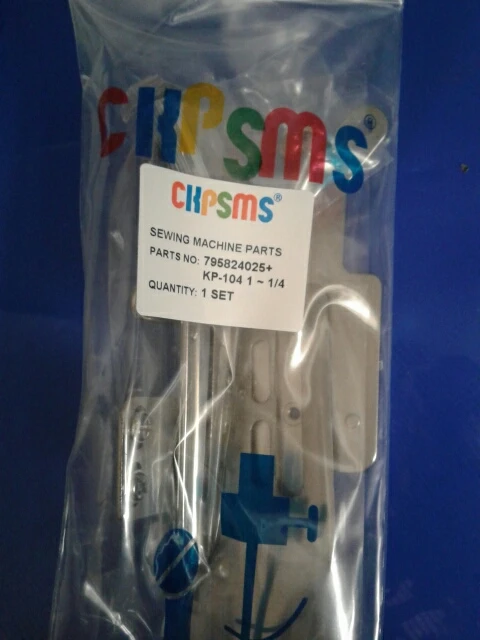 CKPSMS®
CKPSMS®
SEWING MACHINE PARTS
PARTS NO: 795824025+
KP-104 1 ~ 1/4
QUANTITY: 1 SET